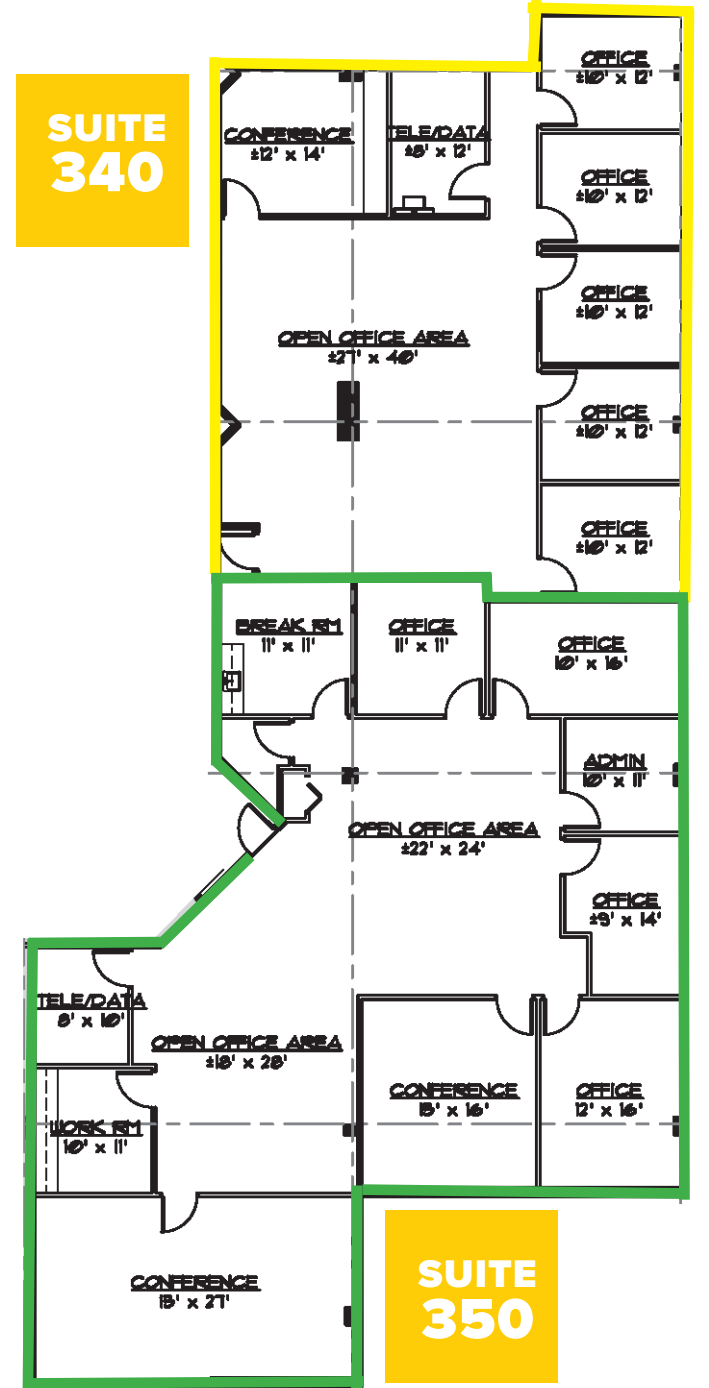 SUITE
340
OFFICE
±10' x 12'
CONFERENCE
±12' x 14'
TELE/DATA
±8' x 12'
OFFICE
±10' x 12'
OFFICE
±10' x 12'
OPEN OFFICE AREA
±27' x 40'
OFFICE
±10' x 12'
OFFICE
±10' x 12'
BREAK RM
11' x 11'
OFFICE
11' x 11'
OFFICE
10' x 16'
ADMIN
10' x 11'
OPEN OFFICE AREA
±22' x 24'
OFFICE
±9' x 14'
TELE/DATA
8' x 10'
OPEN OFFICE AREA
±18' x 28'
CONFERENCE
15' x 16'
OFFICE
12' x 16'
WORK RM
10' x 11'
CONFERENCE
15' x 27'
SUITE
350